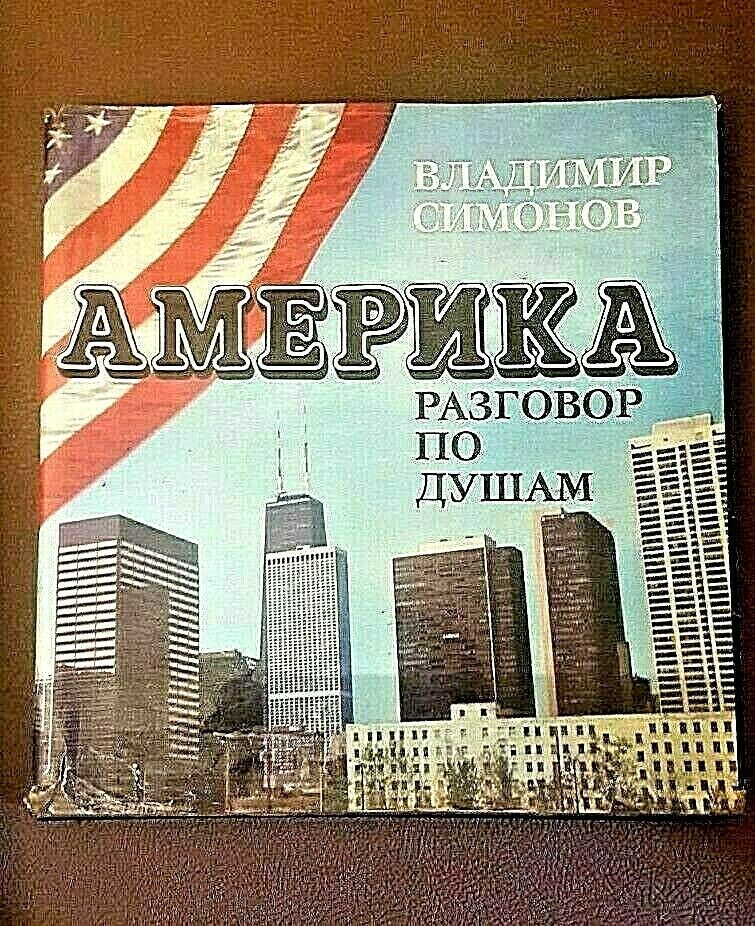 ВЛАДИМИР
СИМОНОВ
АМЕРИКА
РАЗГОВОР
ПО
ДУШАМ